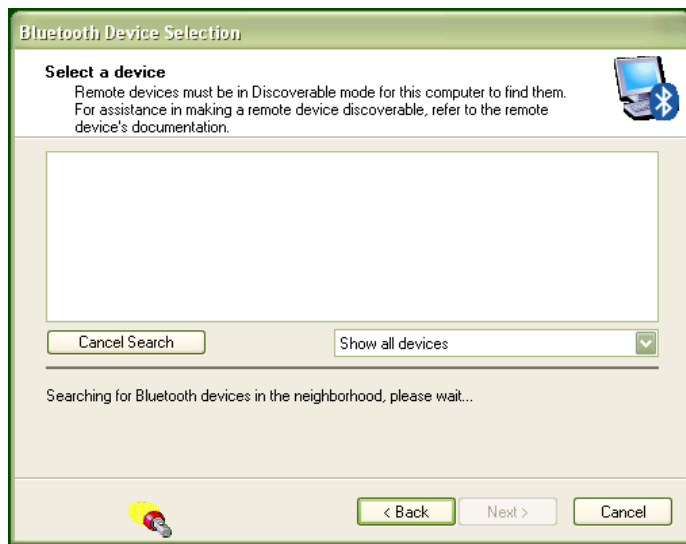 Bluetooth Device Selection
Select a device
Remote devices must be in Discoverable mode for this computer to find them.
For assistance in making a remote device discoverable, refer to the remote
device's documentation.
Cancel Search
Show all devices
Searching for Bluetooth devices in the neighborhood, please wait...
< Back
Next >
Cancel